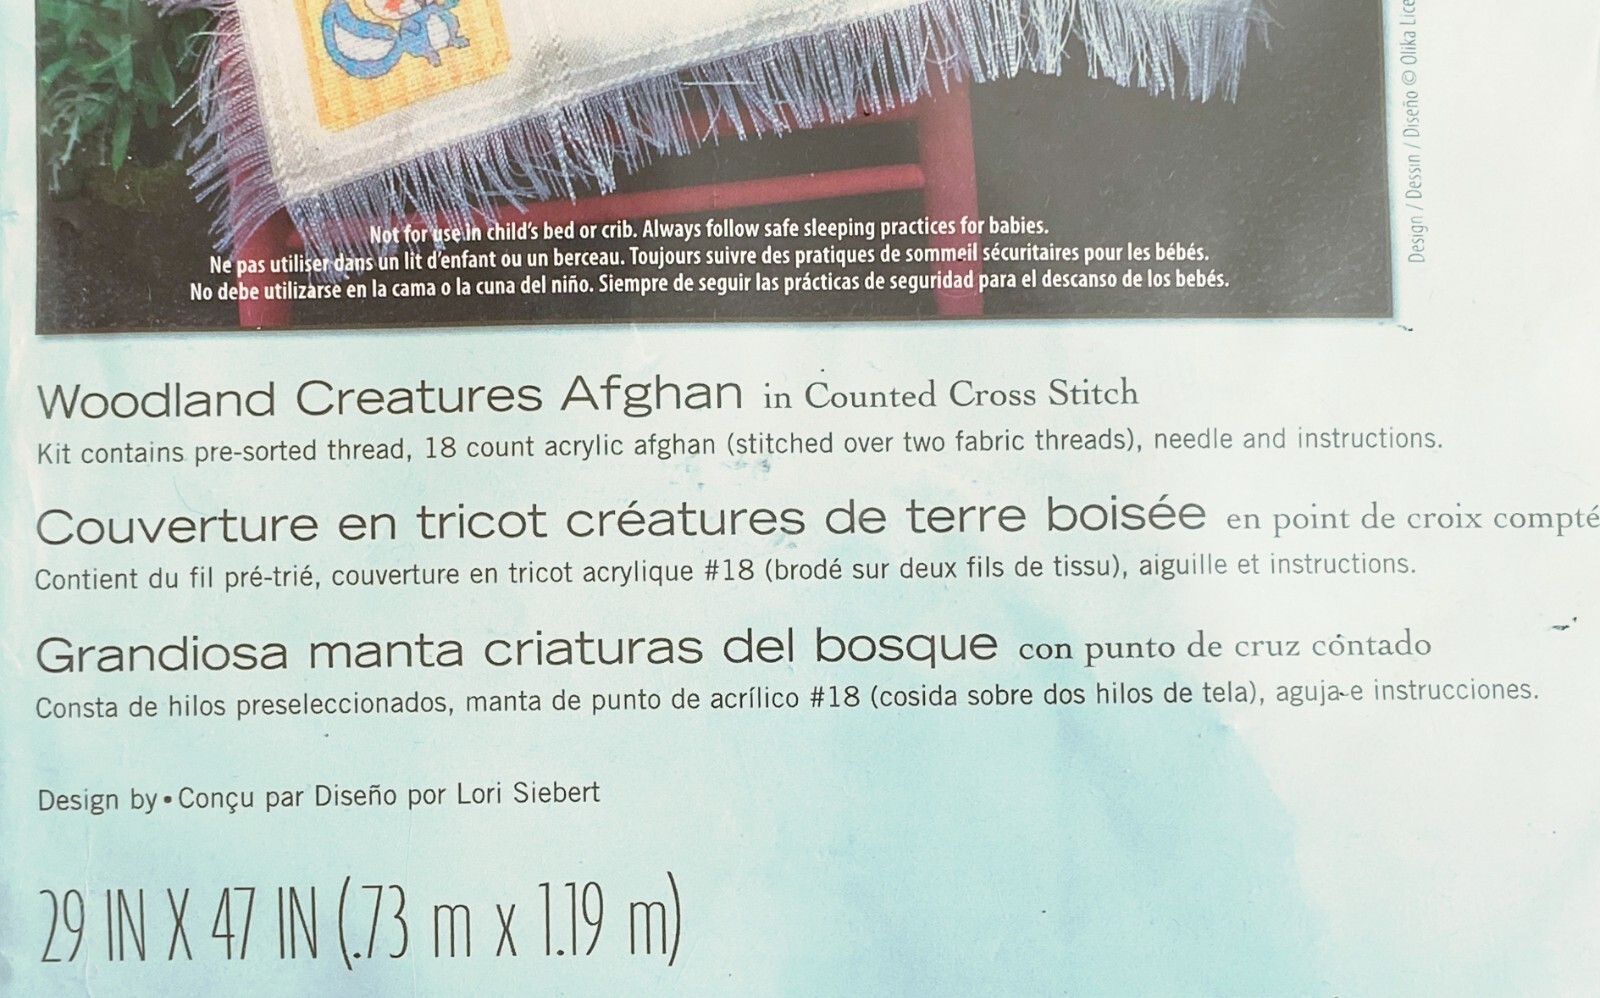 Not for use in child's bed or crib. Always follow safe sleeping practices for babies.
Ne pas utiliser dans un lit d'enfant ou un berceau. Toujours suivre des pratiques de sommeil sécuritaires pour les bébés.
No debe utilizarse en la cama o la cuna del niño. Siempre de seguir las prácticas de seguridad para el descanso de los bebés.
Design / Dessin / Diseño © Olika
Woodland Creatures Afghan in Counted Cross Stitch
Kit contains pre-sorted thread, 18 count acrylic afghan (stitched over two fabric threads), needle and instructions.
Couverture en tricot créatures de terre boisée en point de croix compté
Contient du fil pré-trié, couverture en tricot acrylique #18 (brodé sur deux fils de tissu), aiguille et instructions.
Grandiosa manta criaturas del bosque con punto de cruz contado
Consta de hilos preseleccionados, manta de punto de acrílico #18 (cosida sobre dos hilos de tela), aguja e instrucciones.
Design by • Conçu par Diseño por Lori Siebert
29 IN X 47 IN (.73 m x 1.19 m)